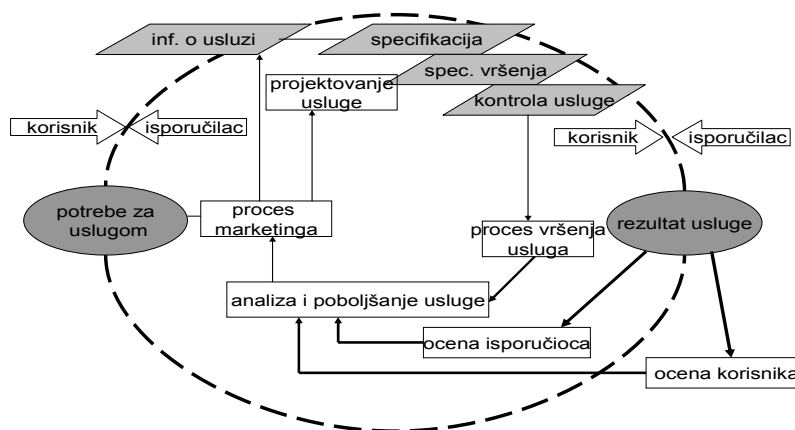 inf. o usluzi
specifikacija
spec. vršenja
projektovanje
usluge
kontrola usluge
korisnik
isporučilac
korisnik
isporučilac
potrebe za
uslugom
proces
marketinga
proces vršenja
usluga
rezultat usluge
analiza i poboljšanje usluge
ocena isporučioca
ocena korisnika